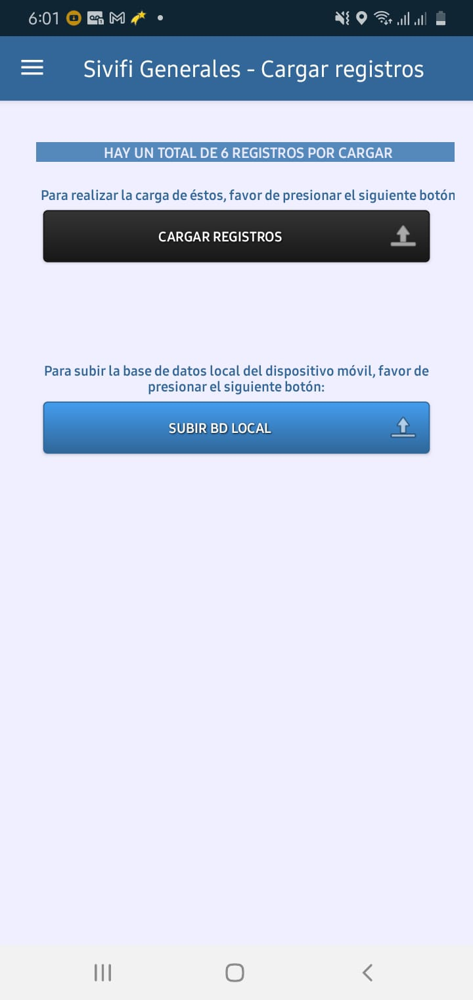 6:01
Sivifi Generales - Cargar registros
HAY UN TOTAL DE 6 REGISTROS POR CARGAR
Para realizar la carga de éstos, favor de presionar el siguiente botón
CARGAR REGISTROS
Para subir la base de datos local del dispositivo móvil, favor de
presionar el siguiente botón:
SUBIR BD LOCAL